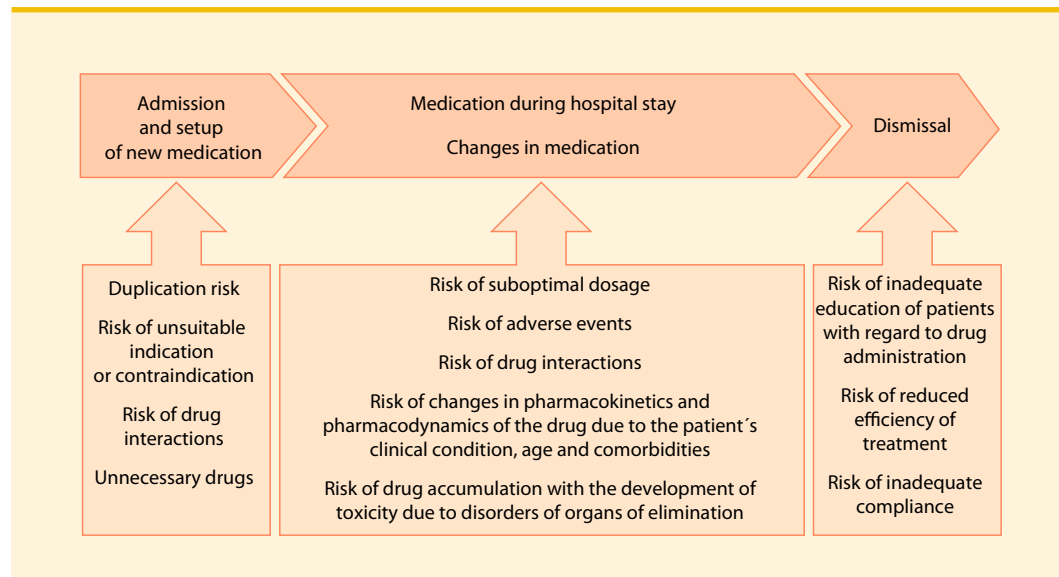 Admission
and setup
of new medication
Medication during hospital stay
Changes in medication
Dismissal
Duplication risk
Risk of unsuitable
indication
or contraindication
Risk of drug
interactions
Unnecessary drugs
Risk of suboptimal dosage
Risk of adverse events
Risk of drug interactions
Risk of changes in pharmacokinetics and
pharmacodynamics of the drug due to the patient´s
clinical condition, age and comorbidities
Risk of drug accumulation with the development of
toxicity due to disorders of organs of elimination
Risk of inadequate
education of patients
with regard to drug
administration
Risk of reduced
efficiency of
treatment
Risk of inadequate
compliance